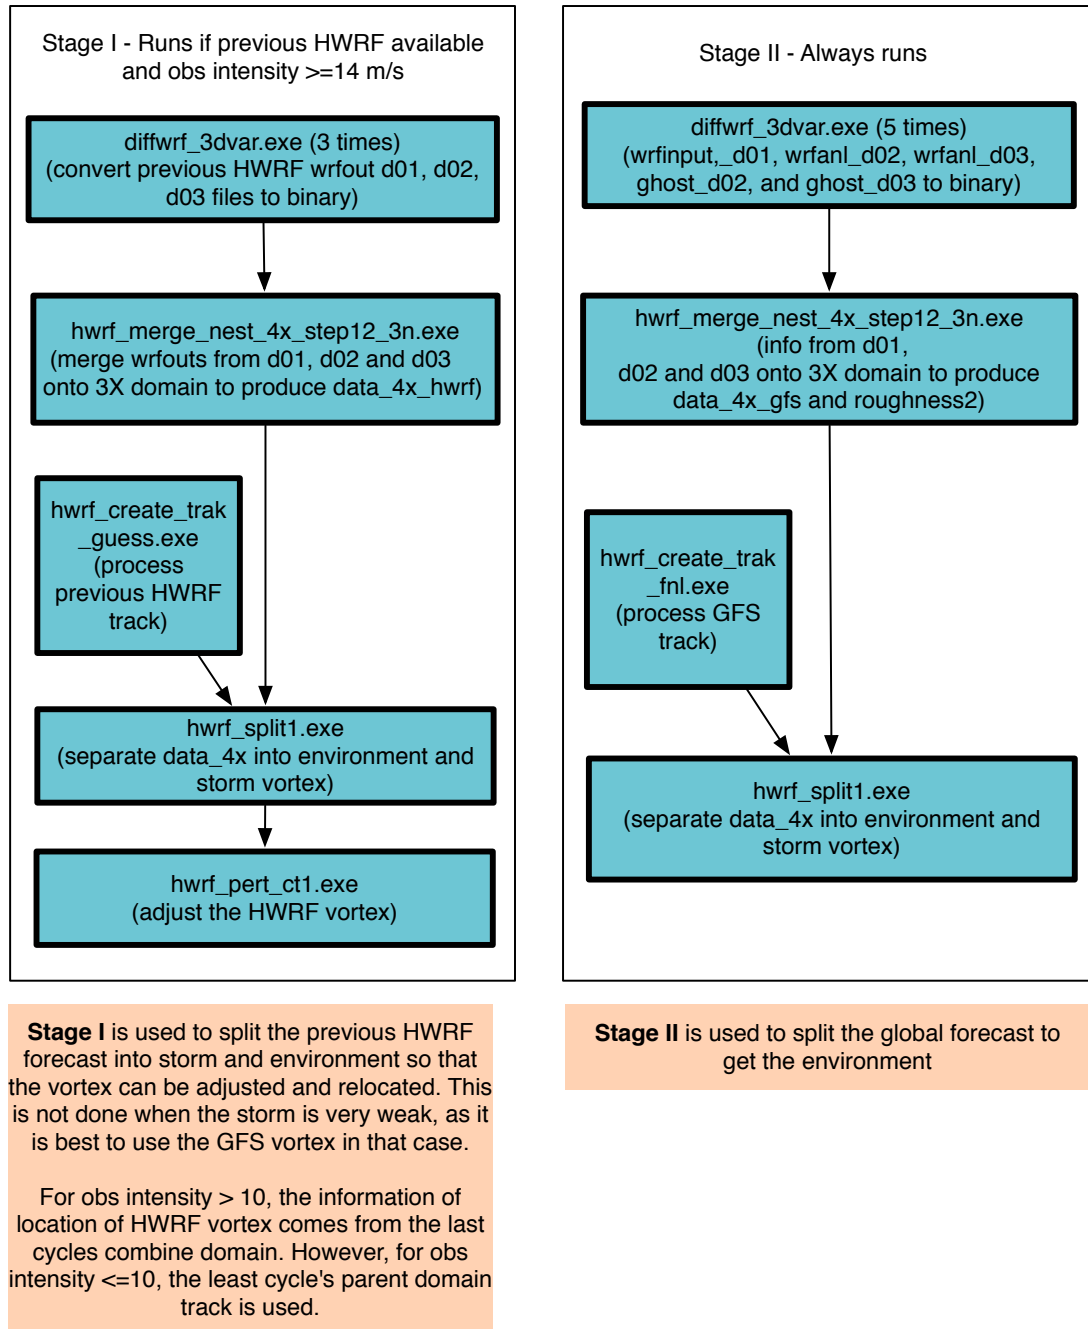 Stage I - Runs if previous HWRF available
and obs intensity >=14 m/s
diffwrf_3dvar.exe (3 times)
(convert previous HWRF wrfout d01, d02,
d03 files to binary)
hwrf_merge_nest_4x_step12_3n.exe
(merge wrfouts from d01, d02 and d03
onto 3X domain to produce data_4x_hwrf)
hwrf_create_trak
_guess.exe
(process
previous HWRF
track)
hwrf_split1.exe
(separate data_4x into environment and
storm vortex)
hwrf_pert_ct1.exe
(adjust the HWRF vortex)
Stage I is used to split the previous HWRF
forecast into storm and environment so that
the vortex can be adjusted and relocated. This
is not done when the storm is very weak, as it
is best to use the GFS vortex in that case.
For obs intensity > 10, the information of
location of HWRF vortex comes from the last
cycles combine domain. However, for obs
intensity <=10, the least cycle's parent domain
track is used.
Stage II - Always runs
diffwrf_3dvar.exe (5 times)
(wrfinput,_d01, wrfanl_d02, wrfanl_d03,
ghost_d02, and ghost_d03 to binary)
hwrf_merge_nest_4x_step12_3n.exe
(info from d01,
d02 and d03 onto 3X domain to produce
data_4x_gfs and roughness2)
hwrf_create_trak
_fnl.exe
(process GFS
track)
hwrf_split1.exe
(separate data_4x into environment and
storm vortex)
Stage II is used to split the global forecast to
get the environment